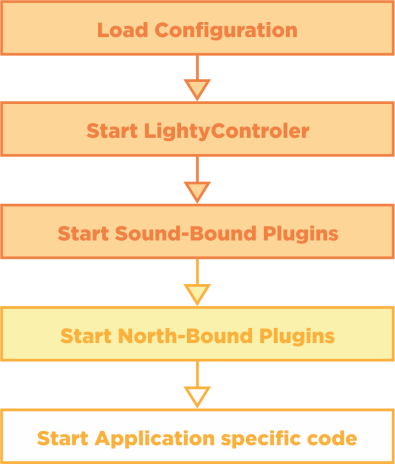 Load Configuration
Start LightyControler
Start Sound-Bound Plugins
Start North-Bound Plugins
Start Application specific code